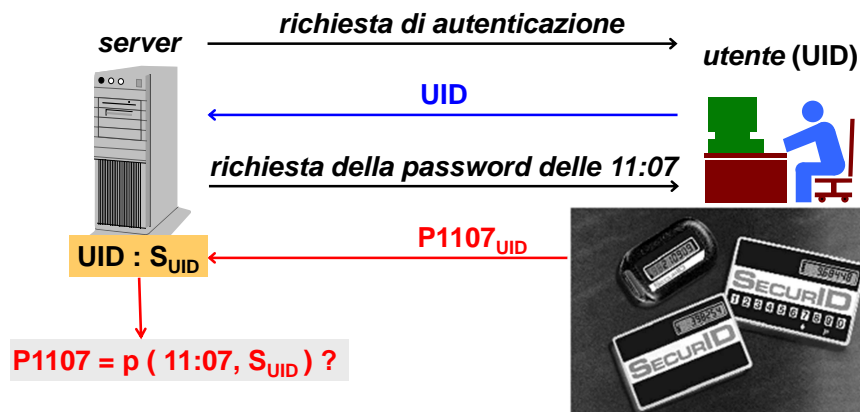 richiesta di autenticazione
server
utente (UID)
UID
richiesta della password delle 11:07
P1107UID
UID : SUID
P1107 = p ( 11:07, SUID ) ?
SECURID
SECURID
1234567890
P